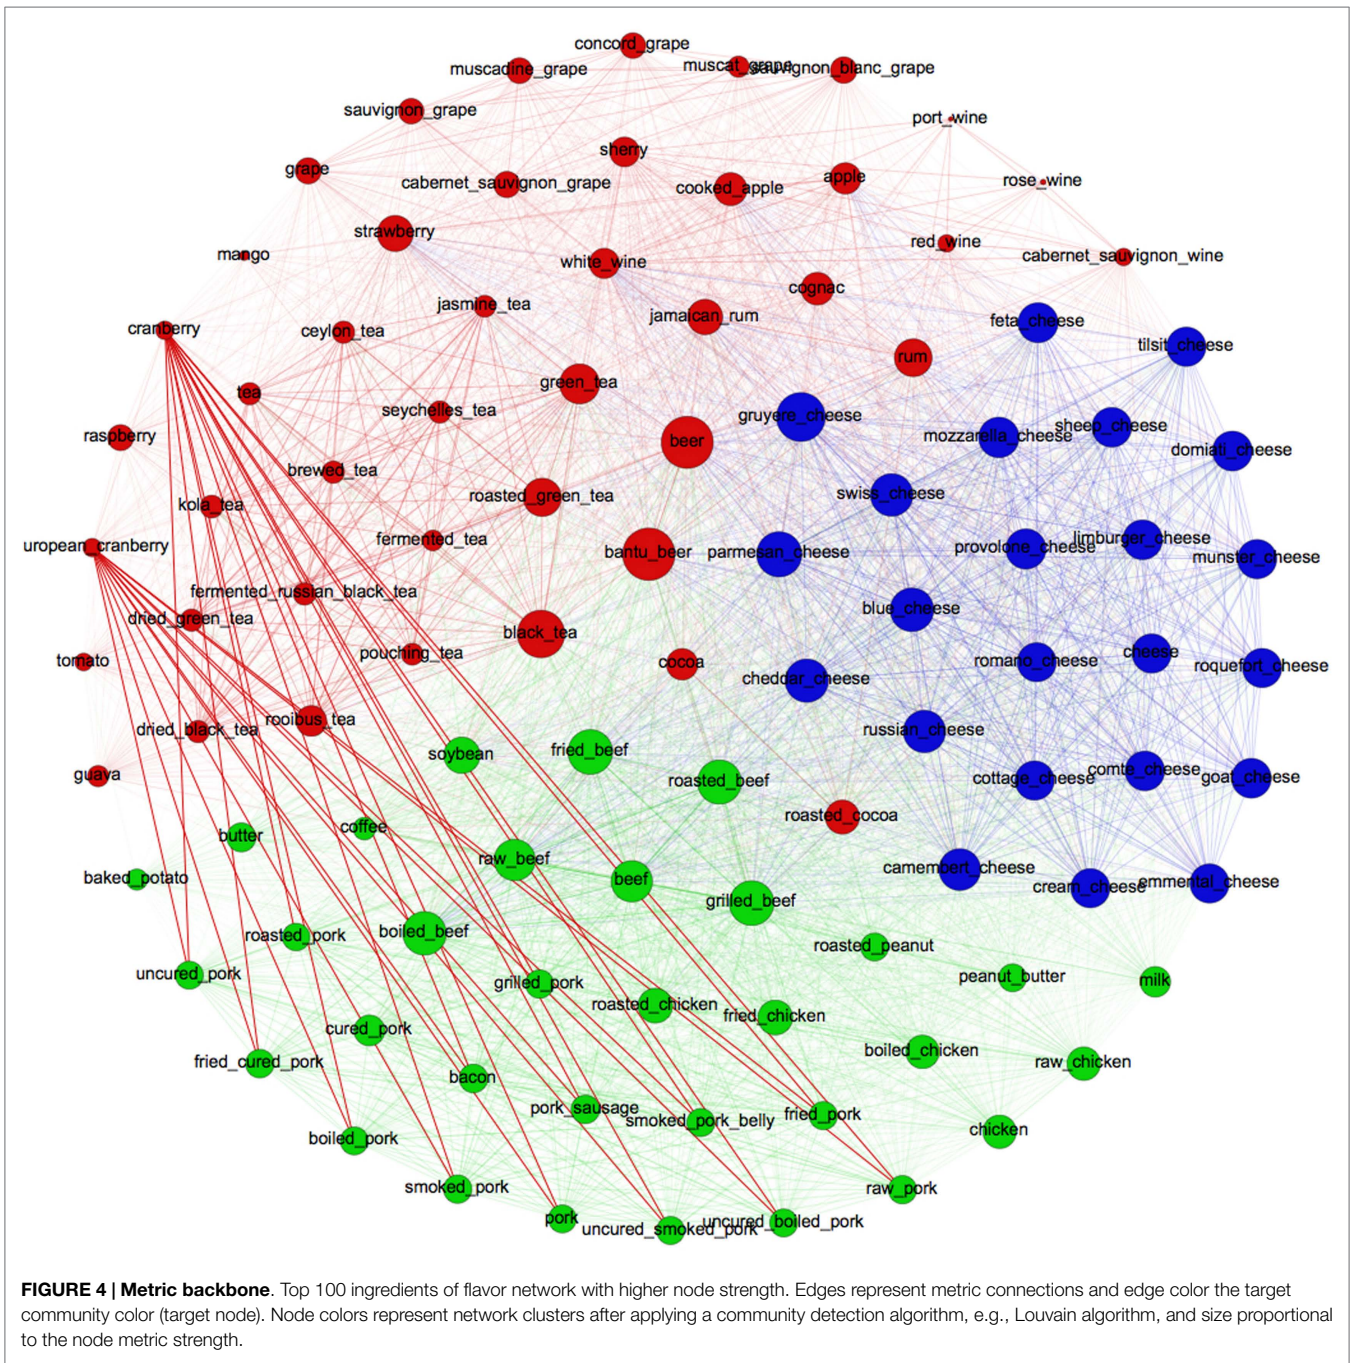 concord_grape
muscadine_grape
muscat_grape
sauvignon_blanc_grape
sauvignon_grape
port_wine
sherry
grape
cabernet_sauvignon_grape
cooked_apple
apple
rose_wine
strawberry
red_wine
mango
white_wine
cabernet_sauvignon_wine
cognac
jasmine_tea
jamaican_rum
cranberry
ceylon_tea
feta_cheese
tilsit_cheese
rum
green_tea
tea
seychelles_tea
gruyere_cheese
raspberry
beer
mozzarella_cheese
sheep_cheese
domiati_cheese
brewed_tea
roasted_green_tea
swiss_cheese
kola_tea
uropean_cranberry
fermented_tea
bantu_beer
parmesan_cheese
provolone_cheese
limburger_cheese
munster_cheese
fermented_russian_black_tea
dried_green_tea
blue_cheese
black_tea
tomato
pouching_tea
cocoa
romano_cheese
cheese
roquefort_cheese
cheddar_cheese
dried_black_tea
rooibus_tea
russian_cheese
soybean
fried_beef
guava
roasted_beef
cottage_cheese
comte_cheese
goat_cheese
roasted_cocoa
butter
coffee
raw_beef
baked_potato
beef
camembert_cheese
cream_cheese
emmental_cheese
grilled_beef
roasted_pork
boiled_beef
roasted_peanut
uncured_pork
grilled_pork
peanut_butter
milk
roasted_chicken
fried_chicken
cured_pork
boiled_chicken
fried_cured_pork
raw_chicken
bacon
pork_sausage
smoked_pork_belly
fried_pork
boiled_pork
chicken
smoked_pork
raw_pork
pork
uncured_smoked_pork
uncured_boiled_pork
FIGURE 4 | Metric backbone. Top 100 ingredients of flavor network with higher node strength. Edges represent metric connections and edge color the target
community color (target node). Node colors represent network clusters after applying a community detection algorithm, e.g., Louvain algorithm, and size proportional
to the node metric strength.